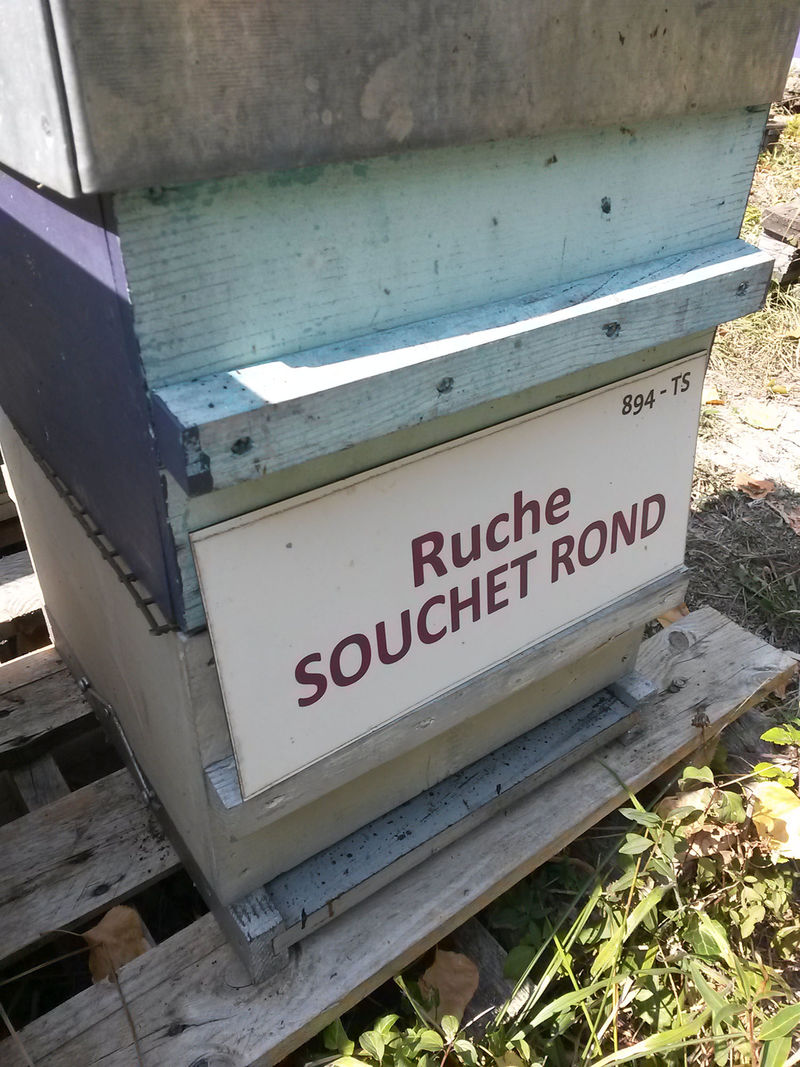 894 - TS
Ruche
SOUCHET ROND